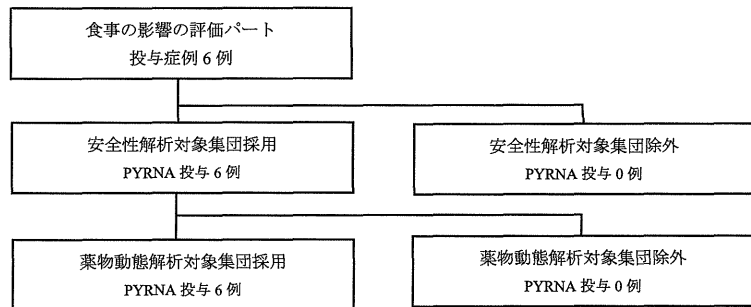 食事の影響の評価パート
投与症例 6 例
安全性解析対象集団採用
PYRNA 投与 6 例
安全性解析対象集団除外
PYRNA 投与 0 例
薬物動態解析対象集団採用
PYRNA 投与 6 例
薬物動態解析対象集団除外
PYRNA 投与 0 例